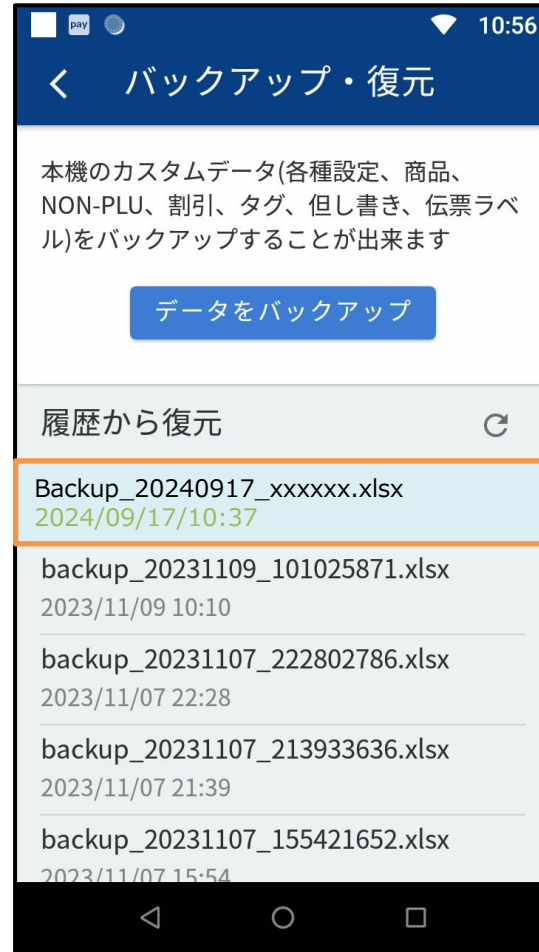 pay
10:56
バックアップ・復元
本機のカスタムデータ(各種設定、商品、
NON-PLU、割引、タグ、但し書き、伝票ラベ
ル)をバックアップすることが出来ます
データをバックアップ
履歴から復元
Backup_20240917_xxxxxx.xlsx
2024/09/17/10:37
backup_20231109_101025871.xlsx
2023/11/09 10:10
backup_20231107_222802786.xlsx
2023/11/07 22:28
backup_20231107_213933636.xlsx
2023/11/07 21:39
backup_20231107_155421652.xlsx
2023/11/07 15:54